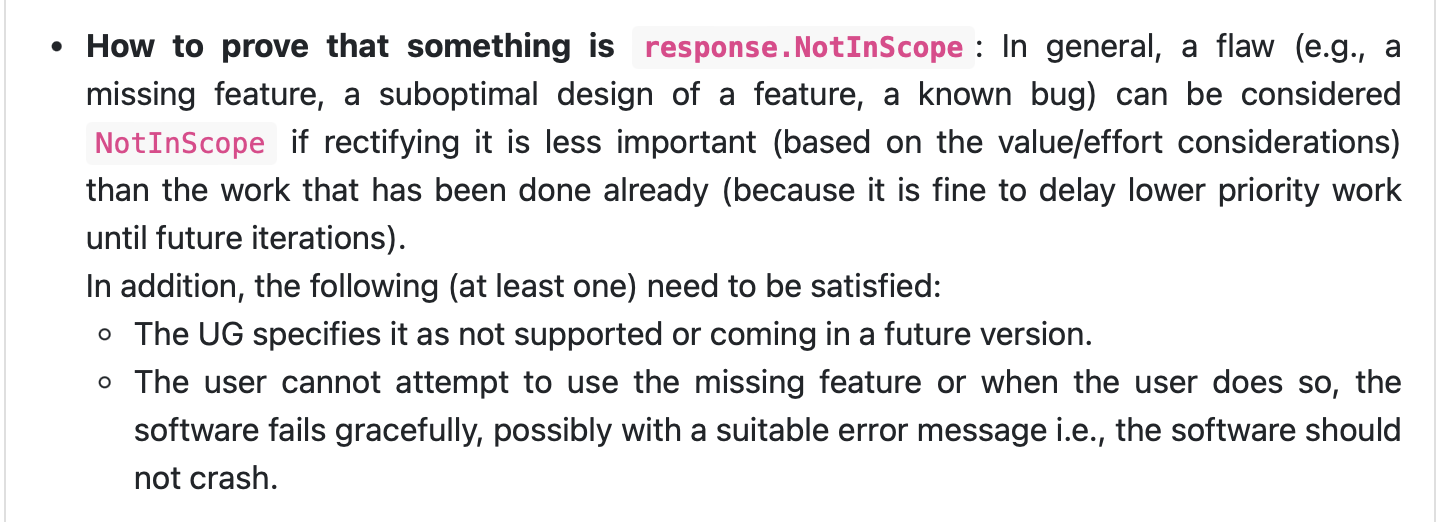 • How to prove that something is response.NotInScope: In general, a flaw (e.g., a
missing feature, a suboptimal design of a feature, a known bug) can be considered
NotInScope if rectifying it is less important (based on the value/effort considerations)
than the work that has been done already (because it is fine to delay lower priority work
until future iterations).
In addition, the following (at least one) need to be satisfied:
◦ The UG specifies it as not supported or coming in a future version.
◦ The user cannot attempt to use the missing feature or when the user does so, the
software fails gracefully, possibly with a suitable error message i.e., the software should
not crash.